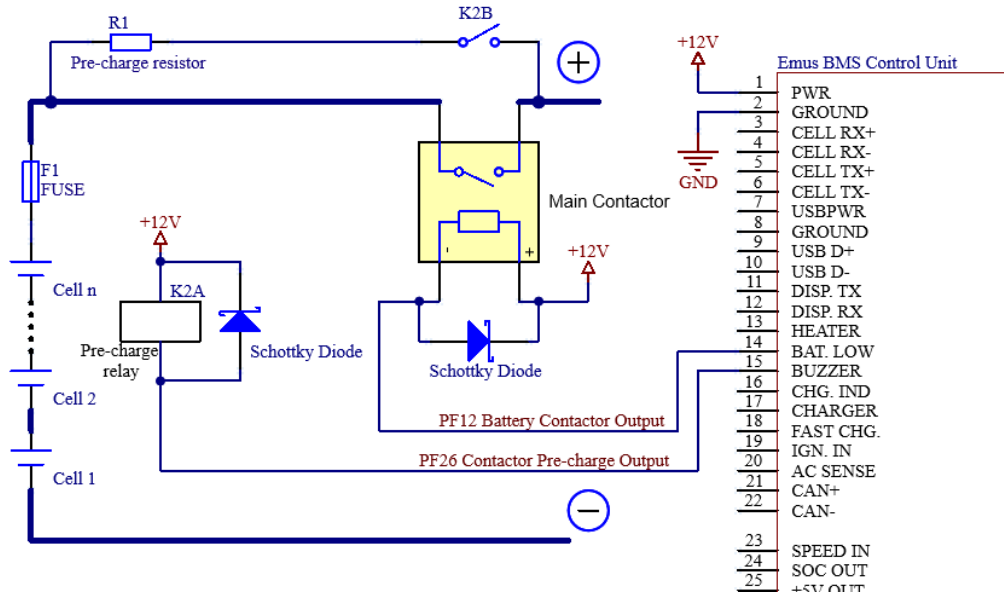 R1
K2B
Pre-charge resistor
+
+12V
Emus BMS Control Unit
1 PWR
2 GROUND
3 CELL RX+
4 CELL RX-
5 CELL TX+
6 CELL TX-
7 USBPWR
8 GROUND
9 USB D+
10 USB D-
11 DISP. TX
12 DISP. RX
13 HEATER
14 BAT. LOW
15 BUZZER
16 CHG. IND
17 CHARGER
18 FAST CHG.
19 IGN. IN
20 AC SENSE
21 CAN+
22 CAN-
23 SPEED IN
24 SOC OUT
25 +5V OUT
GND
F1
FUSE
Main Contactor
- +
+12V
+12V
Cell n
K2A
Pre-charge
relay
Schottky Diode
Schottky Diode
Cell 2
PF12 Battery Contactor Output
PF26 Contactor Pre-charge Output
Cell 1
−